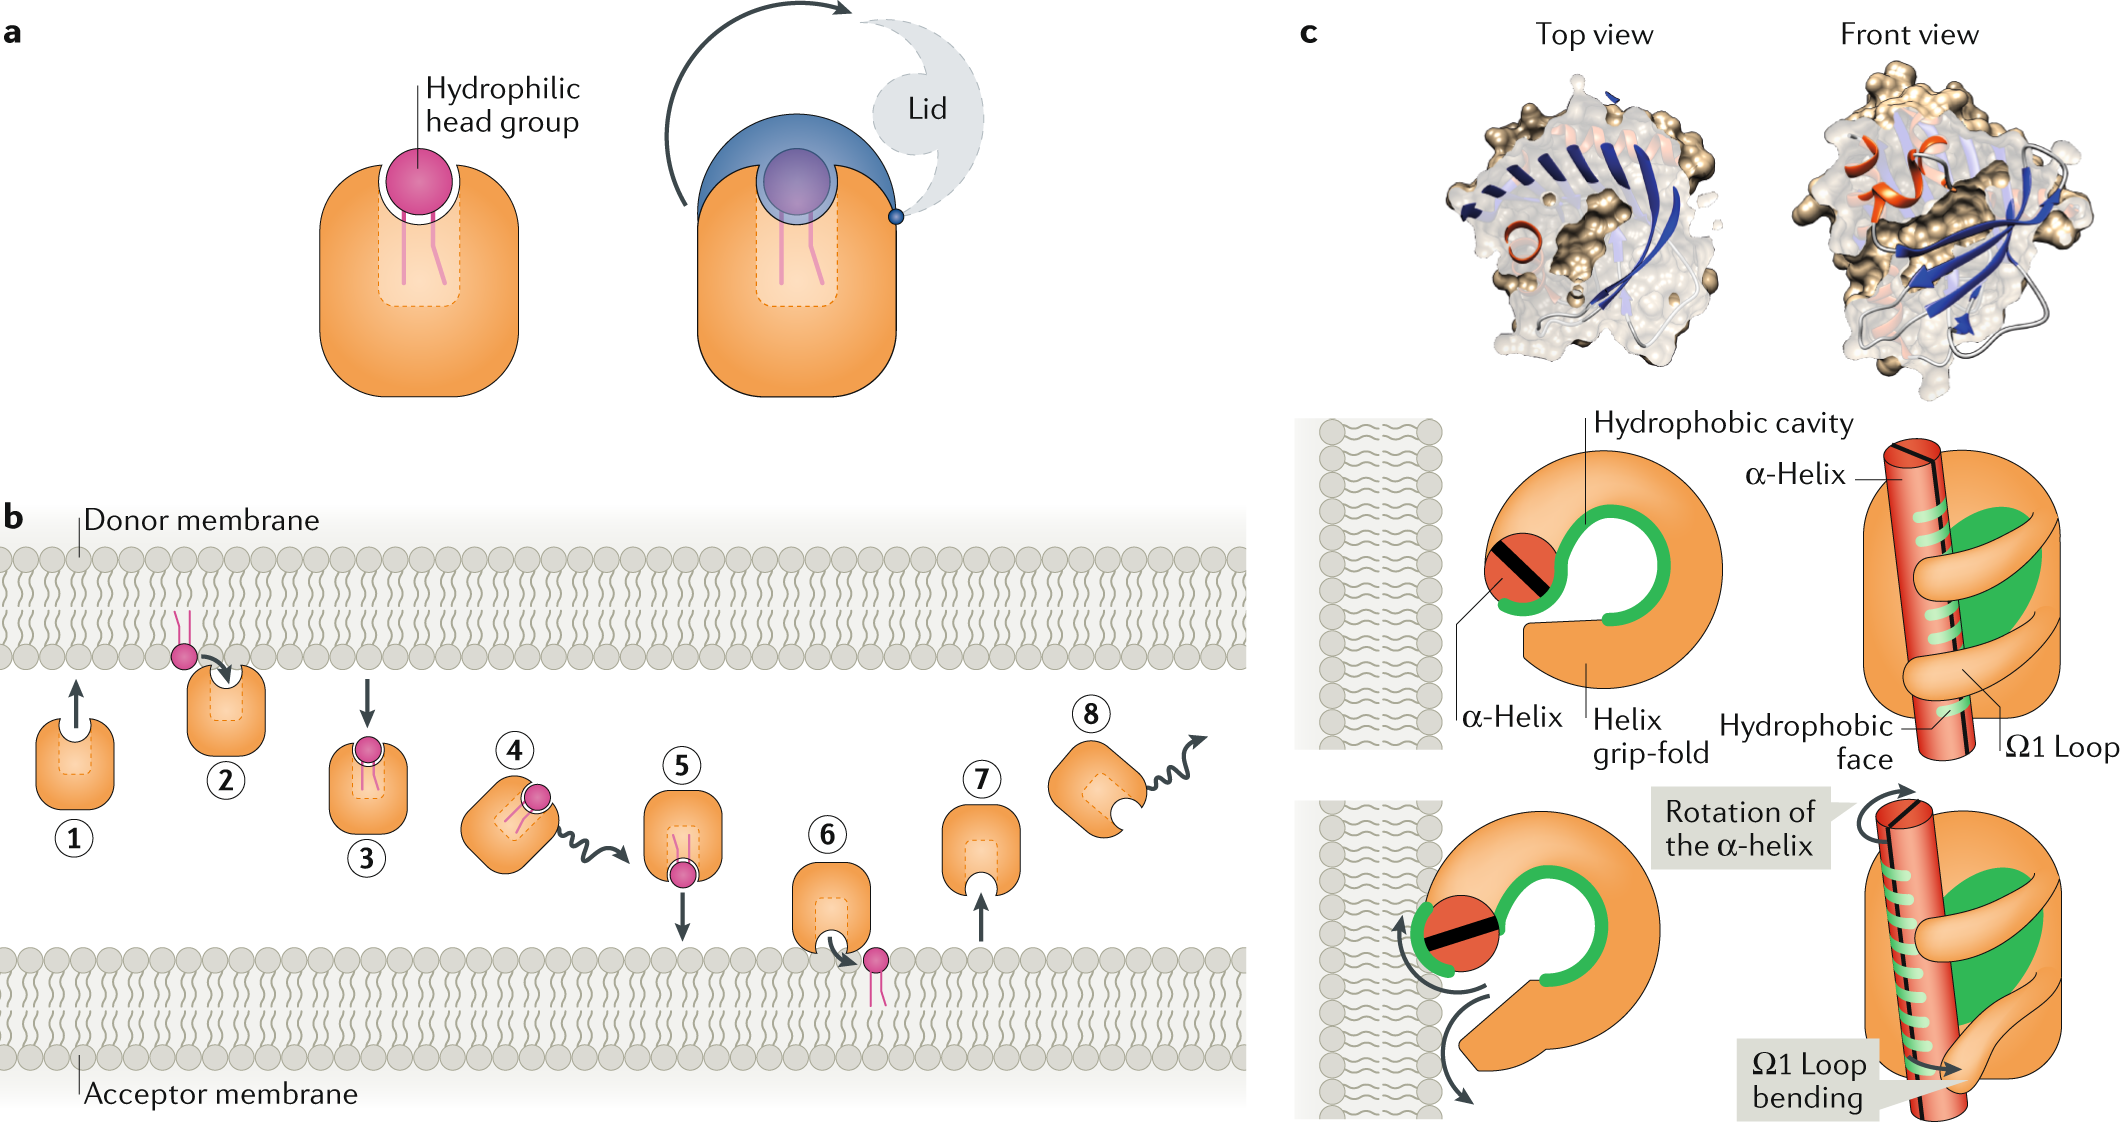 a
Hydrophilic
head group
Lid
b
Donor membrane
1
2
3
4
5
6
7
8
Acceptor membrane
c
Top view
Front view
Hydrophobic cavity
α-Helix
α-Helix
Helix
grip-fold
Hydrophobic
face
Ω1 Loop
Rotation of
the α-helix
Ω1 Loop
bending